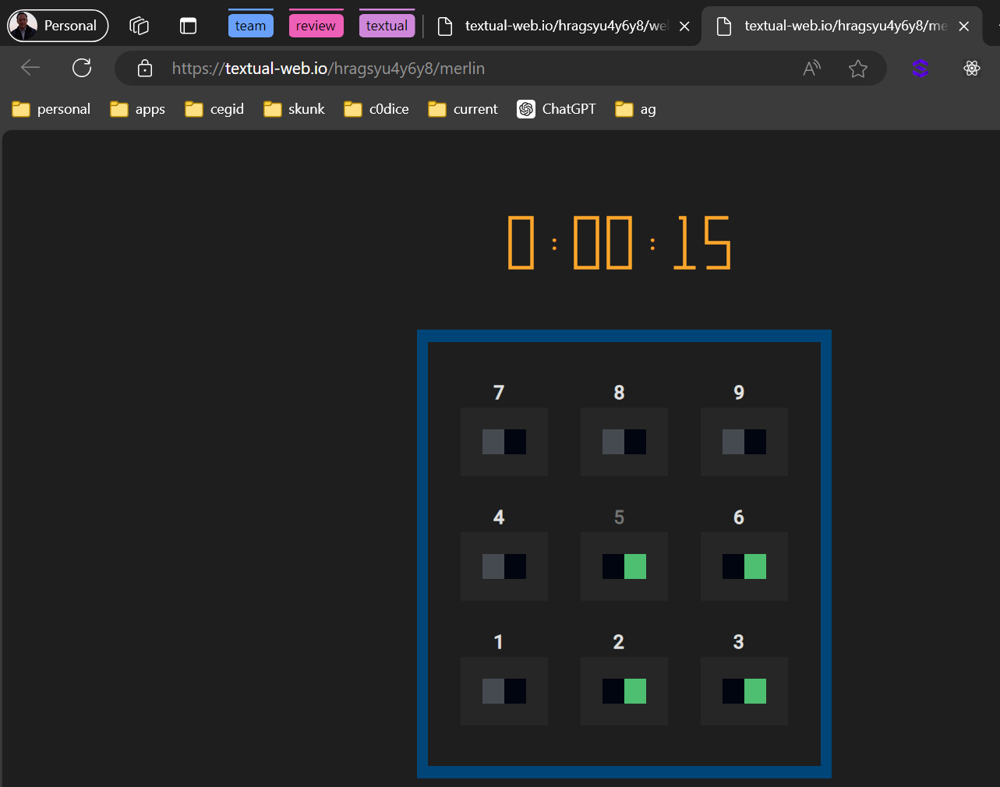 Personal
team
review
textual
textual-web.io/hragsyu4y6y8/wel
textual-web.io/hragsyu4y6y8/me
https://textual-web.io/hragsyu4y6y8/merlin
personal
apps
cegid
skunk
c0dice
current
ChatGPT
ag
0:00:15
7 8 9
4 5 6
1 2 3